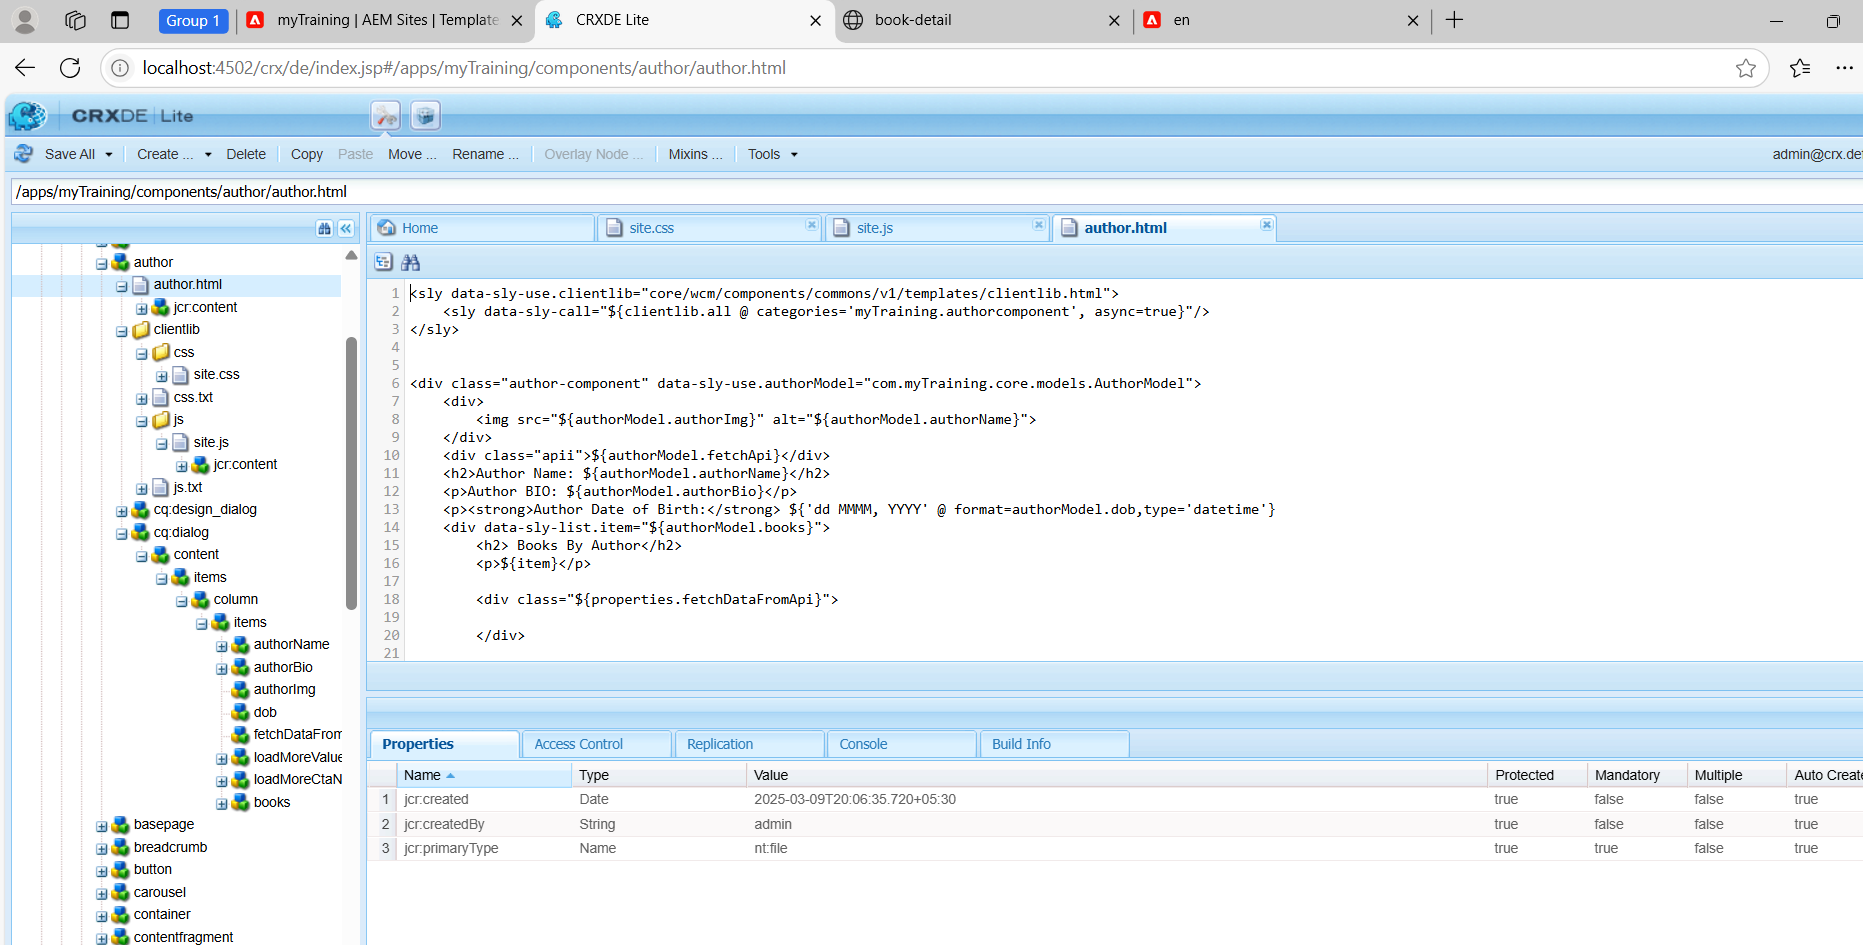 Group 1
myTraining | AEM Sites | Template
CRXDE Lite
book-detail
en
localhost:4502/crx/de/index.jsp#/apps/myTraining/components/author/author.html
CRXDE | Lite
Save All
Create ...
Delete
Copy
Paste
Move ...
Rename ...
Overlay Node ...
Mixins ...
Tools
admin@crx.def
/apps/myTraining/components/author/author.html
Home
site.css
site.js
author.html
author
author.html
jcr:content
clientlib
css
site.css
css.txt
js
site.js
jcr:content
js.txt
cq:design_dialog
cq:dialog
content
items
column
items
authorName
authorBio
authorImg
dob
fetchDataFrom
loadMoreValue
loadMoreCtaN
books
basepage
breadcrumb
button
carousel
container
contentfragment
1 <sly data-sly-use.clientlib="core/wcm/components/commons/v1/templates/clientlib.html">
2 <sly data-sly-call="${clientlib.all @ categories='myTraining.authorcomponent', async=true}"/>
3 </sly>
4
5
6 <div class="author-component" data-sly-use.authorModel="com.myTraining.core.models.AuthorModel">
7 <div>
8 <img src="${authorModel.authorImg}" alt="${authorModel.authorName}">
9 </div>
10 <div class="apii">${authorModel.fetchApi}</div>
11 <h2>Author Name: ${authorModel.authorName}</h2>
12 <p>Author BIO: ${authorModel.authorBio}</p>
13 <p><strong>Author Date of Birth:</strong> ${'dd MMMM, YYYY' @ format=authorModel.dob,type='datetime'}
14 <div data-sly-list.item="${authorModel.books}">
15 <h2> Books By Author</h2>
16 <p>${item}</p>
17
18 <div class="${properties.fetchDataFromApi}">
19
20 </div>
21
Properties
Access Control
Replication
Console
Build Info
Name Type Value Protected Mandatory Multiple Auto Create
1 jcr:created Date 2025-03-09T20:06:35.720+05:30 true false false true
2 jcr:createdBy String admin true false false true
3 jcr:primaryType Name nt:file true true false true